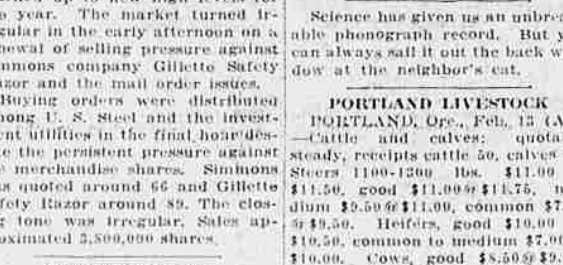 year. The market turned ir-
gular in the early afternoon on a
newal of selling pressure against
mmons company Gillette Safety
azor and the mail order issues.
Buying orders were distributed
nong U. S. Steel and the invest-
ent utilities in the final hour des-
te the persistent pressure against
e merchandise shares. Simmons
as quoted around 66 and Gillette
fety Razor around 89. The clos-
g tone was irregular. Sales ap-
oximated 3,800,000 shares.
Science has given us an unbrea
able phonograph record. But y
can always sail it out the back w
dow at the neighbor's cat.
PORTLAND LIVESTOCK
PORTLAND, Ore., Feb. 13 (A
—Cattle and calves: quota
steady, receipts cattle 50, calves
Steers 1100-1300 lbs. $11.00
$11.50, good $11.00@$11.75, m
dium $9.50@$11.00, common $7.
@$9.50. Heifers, good $10.00
$10.50, common to medium $7.0
$10.00. Cows, good $8.50@$9.